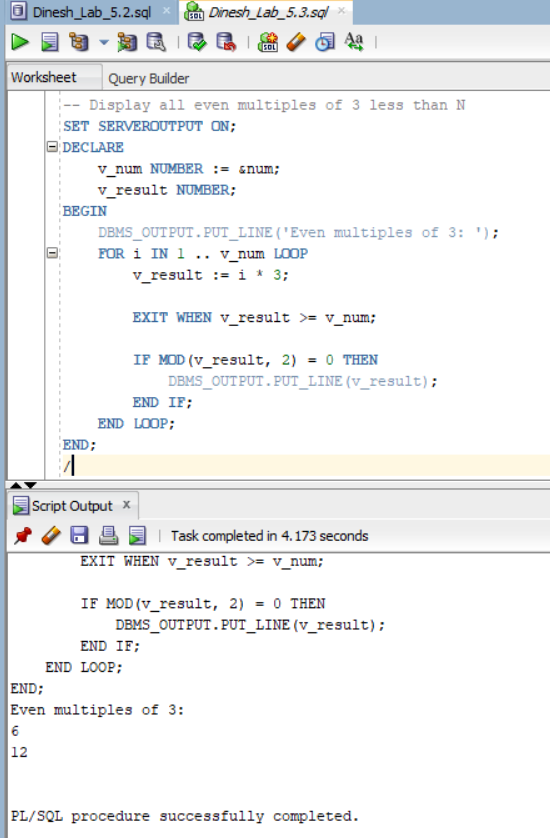 Dinesh_Lab_5.2.sql × Dinesh_Lab_5.3.sql ×
SQL SQL Aa
Worksheet Query Builder
-- Display all even multiples of 3 less than N
SET SERVEROUTPUT ON;
DECLARE
    v_num NUMBER := &num;
    v_result NUMBER;
BEGIN
    DBMS_OUTPUT.PUT_LINE('Even multiples of 3: ');
    FOR i IN 1 .. v_num LOOP
        v_result := i * 3;
        EXIT WHEN v_result >= v_num;
        IF MOD(v_result, 2) = 0 THEN
            DBMS_OUTPUT.PUT_LINE(v_result);
        END IF;
    END LOOP;
END;
/
Script Output ×
Task completed in 4.173 seconds
        EXIT WHEN v_result >= v_num;
        IF MOD(v_result, 2) = 0 THEN
            DBMS_OUTPUT.PUT_LINE(v_result);
        END IF;
    END LOOP;
END;
Even multiples of 3:
6
12
PL/SQL procedure successfully completed.